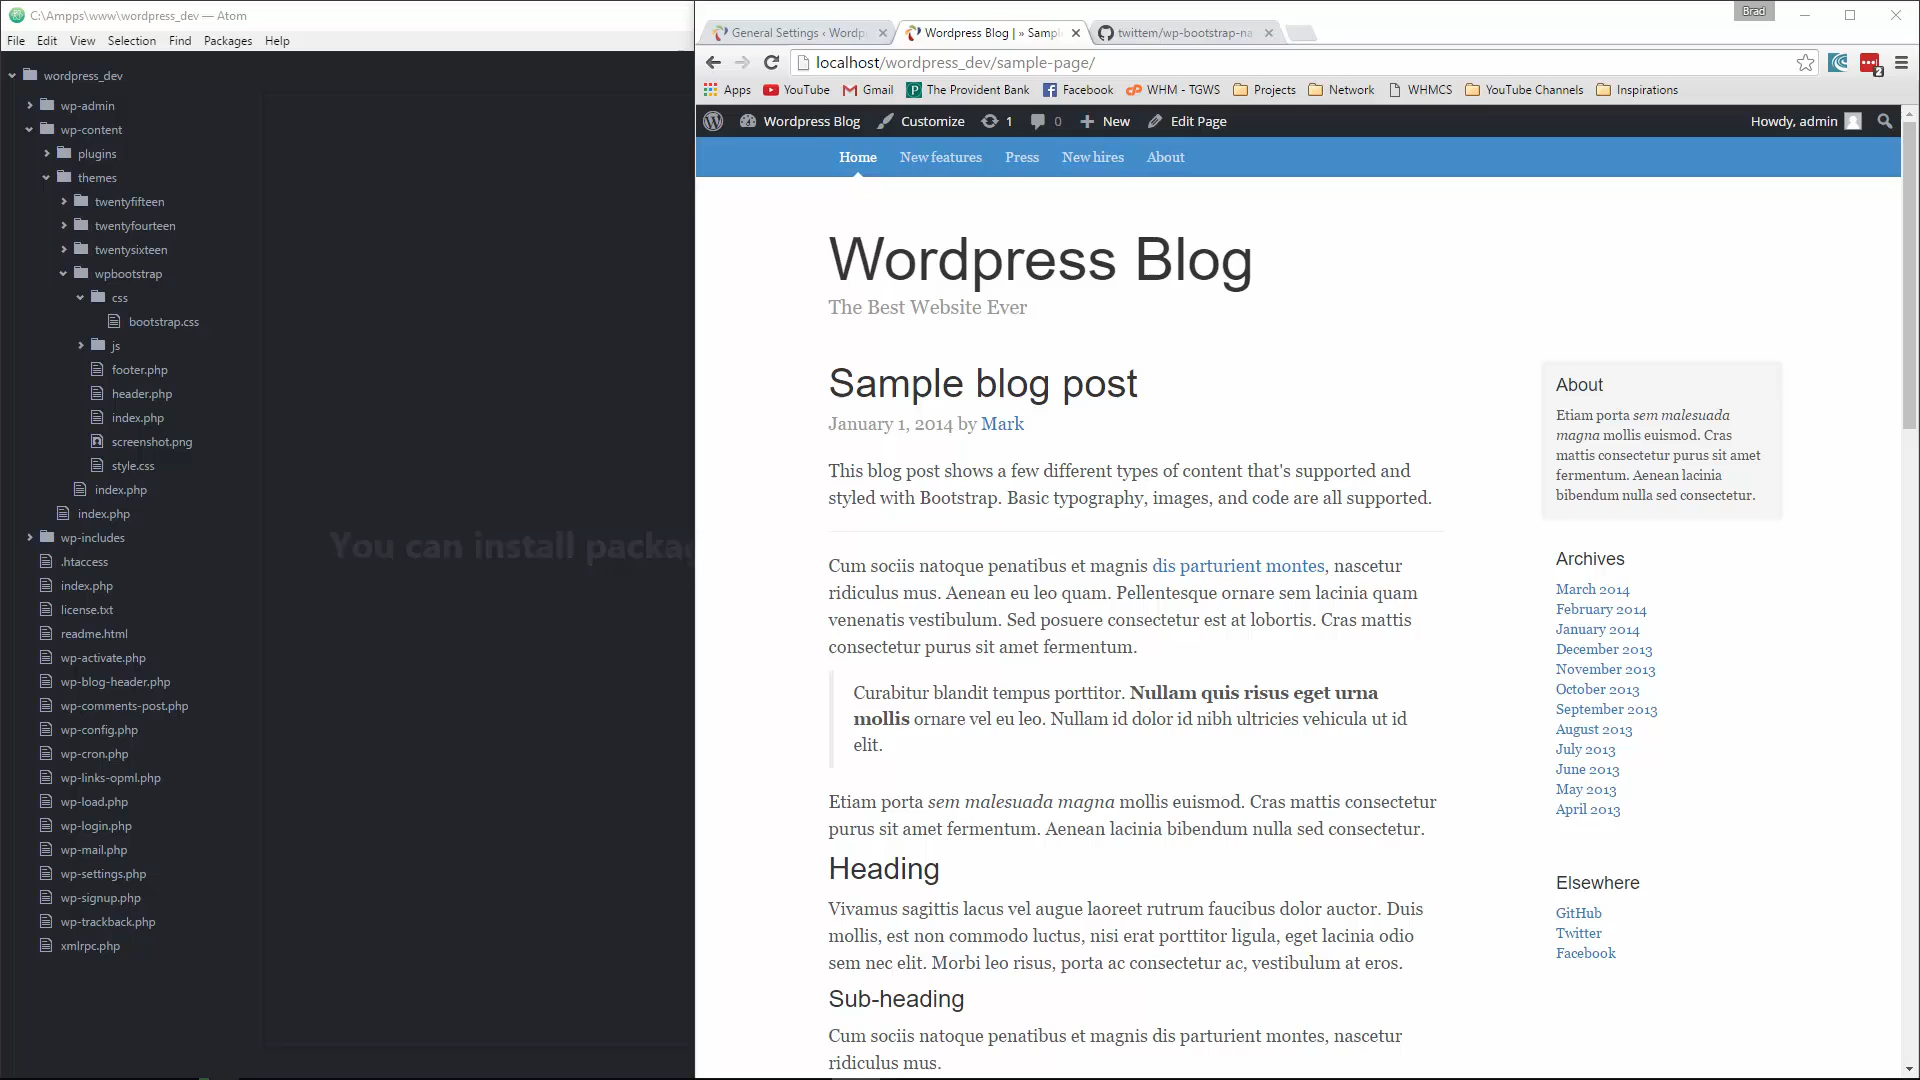 C:\Ampps\www\wordpress_dev — Atom
File Edit View Selection Find Packages Help
wordpress_dev
wp-admin
wp-content
plugins
themes
twentyfifteen
twentyfourteen
twentysixteen
wpbootstrap
css
bootstrap.css
js
footer.php
header.php
index.php
screenshot.png
style.css
index.php
index.php
wp-includes
.htaccess
index.php
license.txt
readme.html
wp-activate.php
wp-blog-header.php
wp-comments-post.php
wp-config.php
wp-cron.php
wp-links-opml.php
wp-load.php
wp-login.php
wp-mail.php
wp-settings.php
wp-signup.php
wp-trackback.php
xmlrpc.php
You can install packag
Brad
General Settings ‹ Wordp
Wordpress Blog | » Sampl
twittem/wp-bootstrap-na
localhost/wordpress_dev/sample-page/
Apps YouTube Gmail The Provident Bank Facebook WHM - TGWS Projects Network WHMCS YouTube Channels Inspirations
Wordpress Blog Customize 1 0 New Edit Page Howdy, admin
Home New features Press New hires About
Wordpress Blog
The Best Website Ever
Sample blog post
January 1, 2014 by Mark
This blog post shows a few different types of content that's supported and
styled with Bootstrap. Basic typography, images, and code are all supported.
Cum sociis natoque penatibus et magnis dis parturient montes, nascetur
ridiculus mus. Aenean eu leo quam. Pellentesque ornare sem lacinia quam
venenatis vestibulum. Sed posuere consectetur est at lobortis. Cras mattis
consectetur purus sit amet fermentum.
Curabitur blandit tempus porttitor. Nullam quis risus eget urna
mollis ornare vel eu leo. Nullam id dolor id nibh ultricies vehicula ut id
elit.
Etiam porta sem malesuada magna mollis euismod. Cras mattis consectetur
purus sit amet fermentum. Aenean lacinia bibendum nulla sed consectetur.
Heading
Vivamus sagittis lacus vel augue laoreet rutrum faucibus dolor auctor. Duis
mollis, est non commodo luctus, nisi erat porttitor ligula, eget lacinia odio
sem nec elit. Morbi leo risus, porta ac consectetur ac, vestibulum at eros.
Sub-heading
Cum sociis natoque penatibus et magnis dis parturient montes, nascetur
ridiculus mus.
About
Etiam porta sem malesuada
magna mollis euismod. Cras
mattis consectetur purus sit amet
fermentum. Aenean lacinia
bibendum nulla sed consectetur.
Archives
March 2014
February 2014
January 2014
December 2013
November 2013
October 2013
September 2013
August 2013
July 2013
June 2013
May 2013
April 2013
Elsewhere
GitHub
Twitter
Facebook